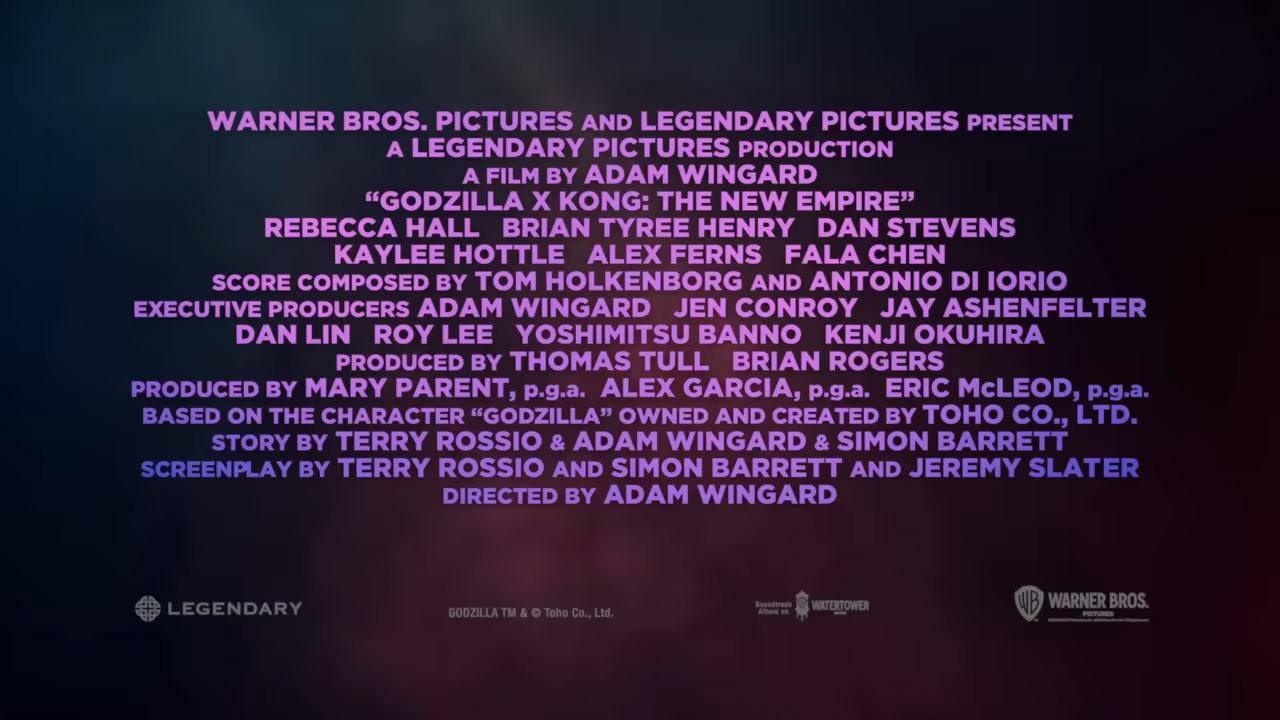 WARNER BROS. PICTURES AND LEGENDARY PICTURES PRESENT
A LEGENDARY PICTURES PRODUCTION
A FILM BY ADAM WINGARD
“GODZILLA X KONG: THE NEW EMPIRE”
REBECCA HALL BRIAN TYREE HENRY DAN STEVENS
KAYLEE HOTTLE ALEX FERNS FALA CHEN
SCORE COMPOSED BY TOM HOLKENBORG AND ANTONIO DI IORIO
EXECUTIVE PRODUCERS ADAM WINGARD JEN CONROY JAY ASHENFELTER
DAN LIN ROY LEE YOSHIMITSU BANNO KENJI OKUHIRA
PRODUCED BY THOMAS TULL BRIAN ROGERS
PRODUCED BY MARY PARENT, p.g.a. ALEX GARCIA, p.g.a. ERIC McLEOD, p.g.a.
BASED ON THE CHARACTER “GODZILLA” OWNED AND CREATED BY TOHO CO., LTD.
STORY BY TERRY ROSSIO & ADAM WINGARD & SIMON BARRETT
SCREENPLAY BY TERRY ROSSIO AND SIMON BARRETT AND JEREMY SLATER
DIRECTED BY ADAM WINGARD
LEGENDARY
GODZILLA TM & © Toho Co., Ltd.
Soundtrack
Album on
WATERTOWER
WB
WARNER BROS.
PICTURES